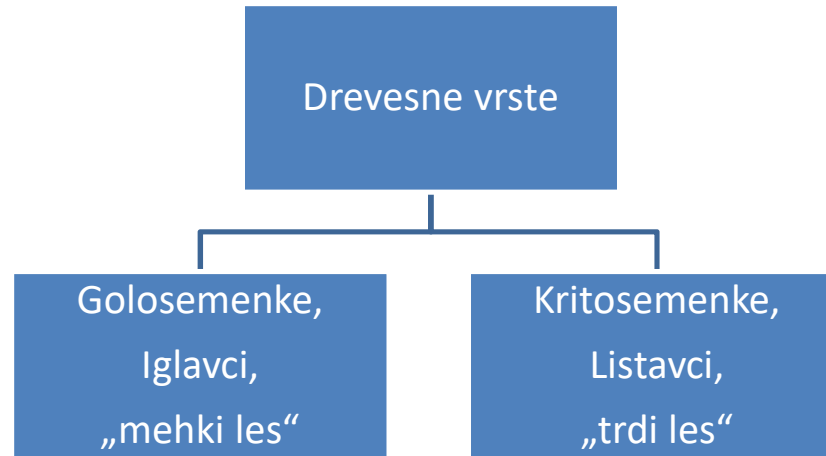 Drevesne vrste
Golosemenke,
Iglavci,
„mehki les“
Kritosemenke,
Listavci,
„trdi les“